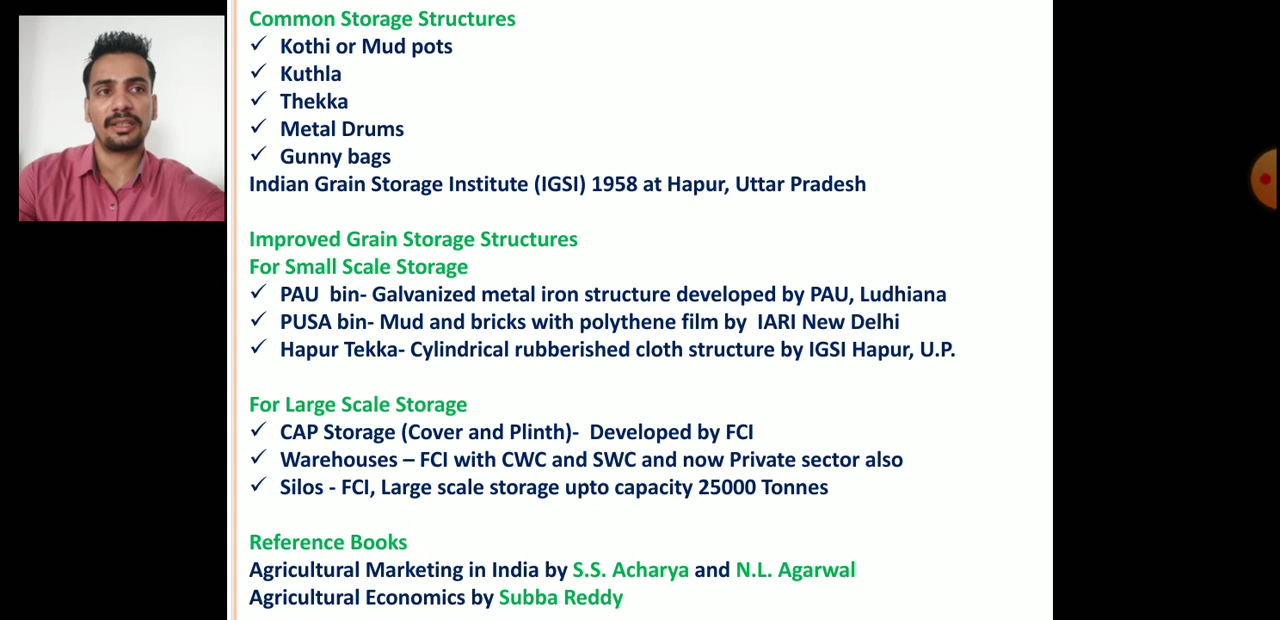 Common Storage Structures
✓ Kothi or Mud pots
✓ Kuthla
✓ Thekka
✓ Metal Drums
✓ Gunny bags
Indian Grain Storage Institute (IGSI) 1958 at Hapur, Uttar Pradesh
Improved Grain Storage Structures
For Small Scale Storage
✓ PAU bin- Galvanized metal iron structure developed by PAU, Ludhiana
✓ PUSA bin- Mud and bricks with polythene film by IARI New Delhi
✓ Hapur Tekka- Cylindrical rubberished cloth structure by IGSI Hapur, U.P.
For Large Scale Storage
✓ CAP Storage (Cover and Plinth)- Developed by FCI
✓ Warehouses – FCI with CWC and SWC and now Private sector also
✓ Silos - FCI, Large scale storage upto capacity 25000 Tonnes
Reference Books
Agricultural Marketing in India by S.S. Acharya and N.L. Agarwal
Agricultural Economics by Subba Reddy